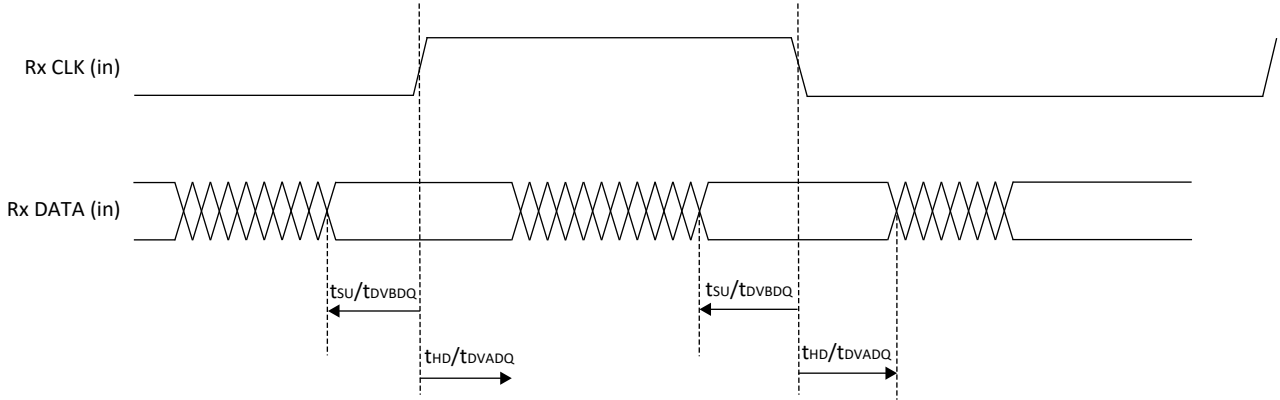 Rx CLK (in)
Rx DATA (in)
tSU/tDVBDQ
tSU/tDVBDQ
tHD/tDVADQ
tHD/tDVADQ